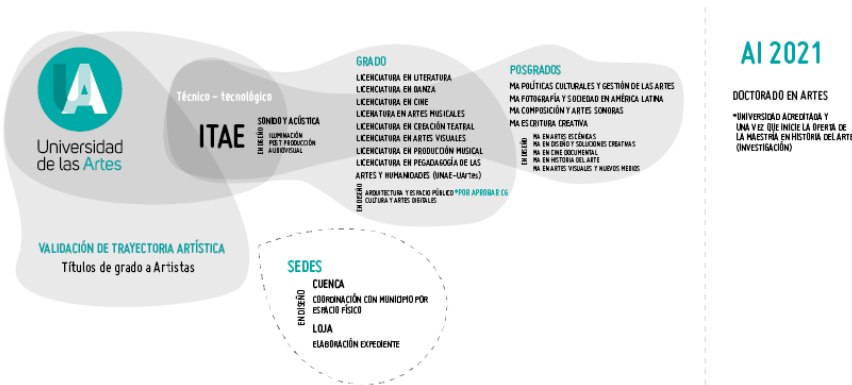 UA
Universidad
de las Artes
VALIDACIÓN DE TRAYECTORIA ARTÍSTICA
Títulos de grado a Artistas
Técnico - tecnológico
ITAE
SONIDO Y ACÚSTICA
EN DISEÑO
ILUMINACIÓN
POST PRODUCCIÓN
AUDIOVISUAL
GRADO
LICENCIATURA EN LITERATURA
LICENCIATURA EN DANZA
LICENCIATURA EN CINE
LICENATURA EN ARTES MUSICALES
LICENCIATURA EN CREACIÓN TEATRAL
LICENCIATURA EN ARTES VISUALES
LICENCIATURA EN PRODUCCIÓN MUSICAL
LICENCIATURA EN PEGADAGOGÍA DE LAS
ARTES Y HUMANIDADES (UNAE-UArtes)
EN DISEÑO
ARQUITECTURA Y ESPACIO PÚBLICO *POR APROBAR CG
CULTURA Y ARTES DIGITALES
POSGRADOS
MA POLÍTICAS CULTURALES Y GESTIÓN DE LAS ARTES
MA FOTOGRAFÍA Y SOCIEDAD EN AMÉRICA LATINA
MA COMPOSICIÓN Y ARTES SONORAS
MA ESCRITURA CREATIVA
EN DISEÑO
MA EN ARTES ESCÉNICAS
MA EN DISEÑO Y SOLUCIONES CREATIVAS
MA EN CINE DOCUMENTAL
MA EN HISTORIA DEL ARTE
MA EN ARTES VISUALES Y NUEVOS MEDIOS
SEDES
EN DISEÑO
CUENCA
COORDINACIÓN CON MUNICIPIO POR
ESPACIO FÍSICO
LOJA
ELABORACIÓN EXPEDIENTE
AI 2021
DOCTORADO EN ARTES
*UNIVERSIDAD ACREDITADA Y
UNA VEZ QUE INICIE LA OFERTA DE
LA MAESTRÍA EN HISTORIA DEL ARTE
(INVESTIGACIÓN)